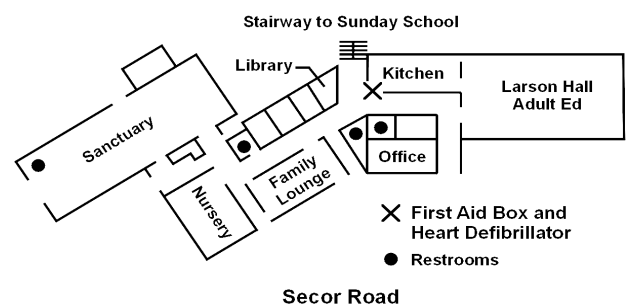 Stairway to Sunday School
Library
Kitchen
Larson Hall
Adult Ed
Sanctuary
Office
Family
Lounge
Nursery
First Aid Box and
Heart Defibrillator
Restrooms
Secor Road